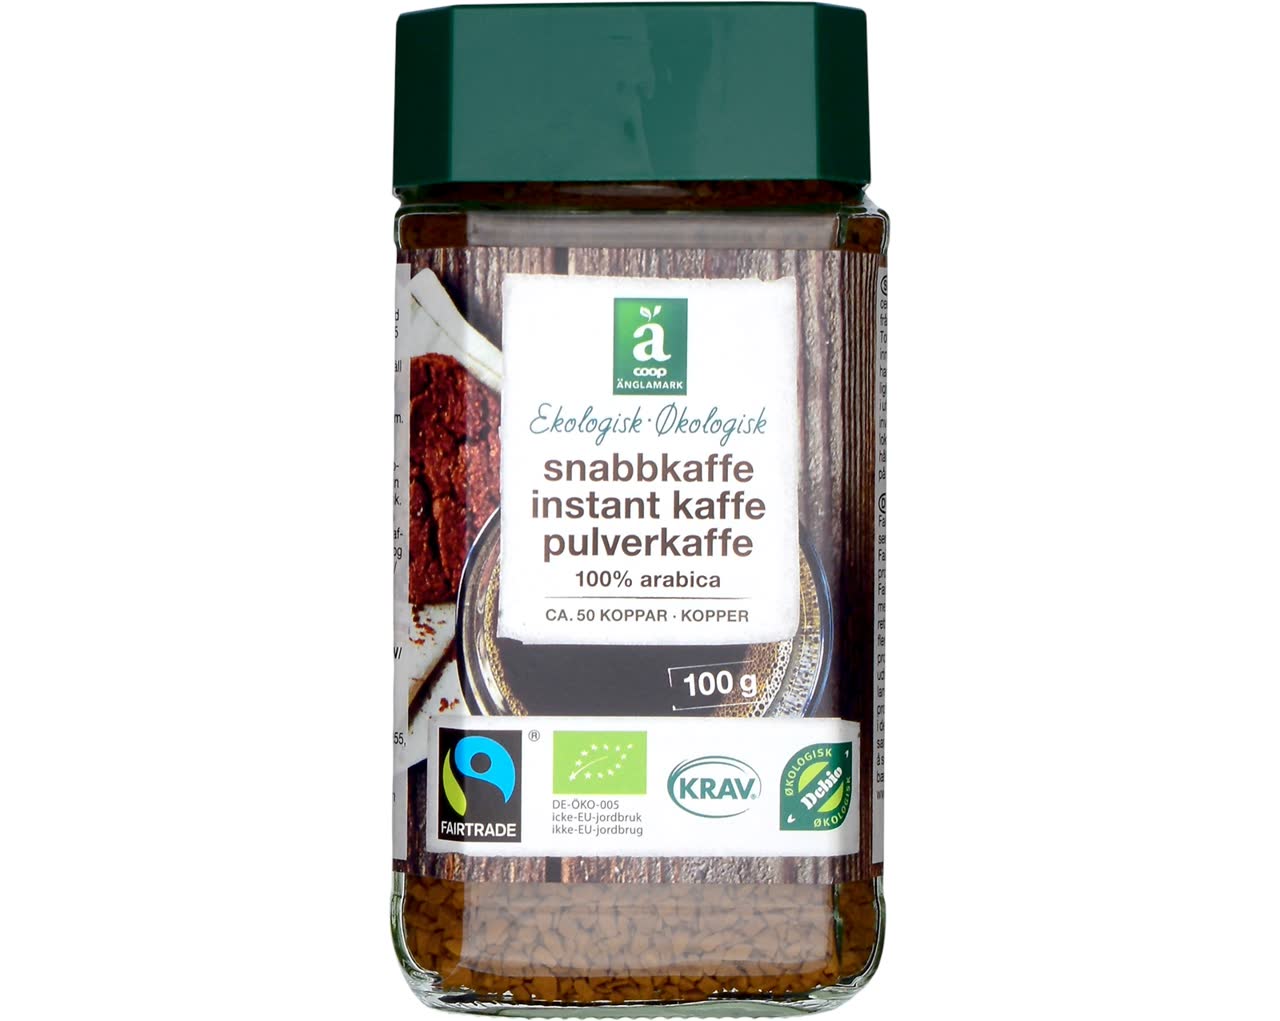 å
coop
ÄNGLAMARK
Ekologisk · Økologisk
snabbkaffe
instant kaffe
pulverkaffe
100% arabica
CA. 50 KOPPAR · KOPPER
100 g
FAIRTRADE
®
DE-ÖKO-005
icke-EU-jordbruk
ikke-EU-jordbrug
KRAV®
ØKOLOGISK
Debio
ØKOLOGISK